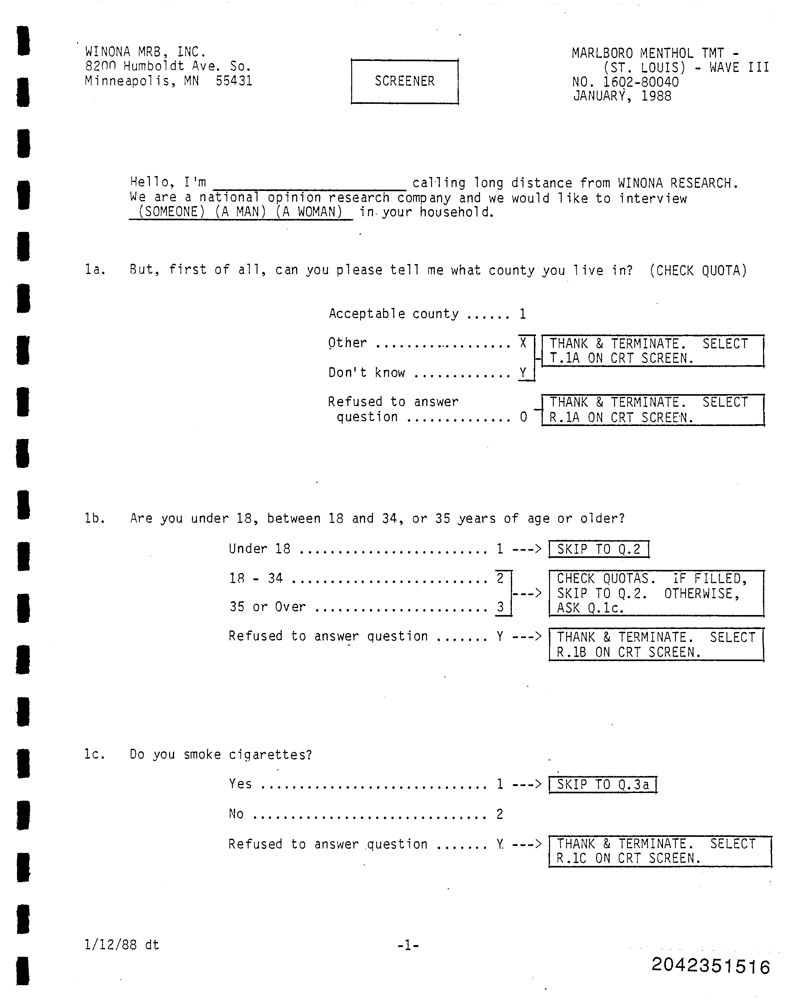 WINONA MRB, INC.
8200 Humboldt Ave. So.
Minneapolis, MN 55431
SCREENER
MARLBORO MENTHOL TMT -
(ST. LOUIS) - WAVE III
NO. 1602-80040
JANUARY, 1988
Hello, I'm ________________________ calling long distance from WINONA RESEARCH.
We are a national opinion research company and we would like to interview
(SOMEONE) (A MAN) (A WOMAN) in your household.
1a. But, first of all, can you please tell me what county you live in? (CHECK QUOTA)
Acceptable county ...... 1
Other .................. X THANK & TERMINATE. SELECT
T.1A ON CRT SCREEN.
Don't know ............. Y
Refused to answer THANK & TERMINATE. SELECT
question .............. 0 R.1A ON CRT SCREEN.
1b. Are you under 18, between 18 and 34, or 35 years of age or older?
Under 18 ......................... 1 ---> SKIP TO Q.2
18 - 34 .......................... 2 CHECK QUOTAS. IF FILLED,
---> SKIP TO Q.2. OTHERWISE,
35 or Over ....................... 3 ASK Q.1c.
Refused to answer question ....... Y ---> THANK & TERMINATE. SELECT
R.1B ON CRT SCREEN.
1c. Do you smoke cigarettes?
Yes .............................. 1 ---> SKIP TO Q.3a
No ............................... 2
Refused to answer question ....... Y ---> THANK & TERMINATE. SELECT
R.1C ON CRT SCREEN.
1/12/88 dt
-1-
2042351516